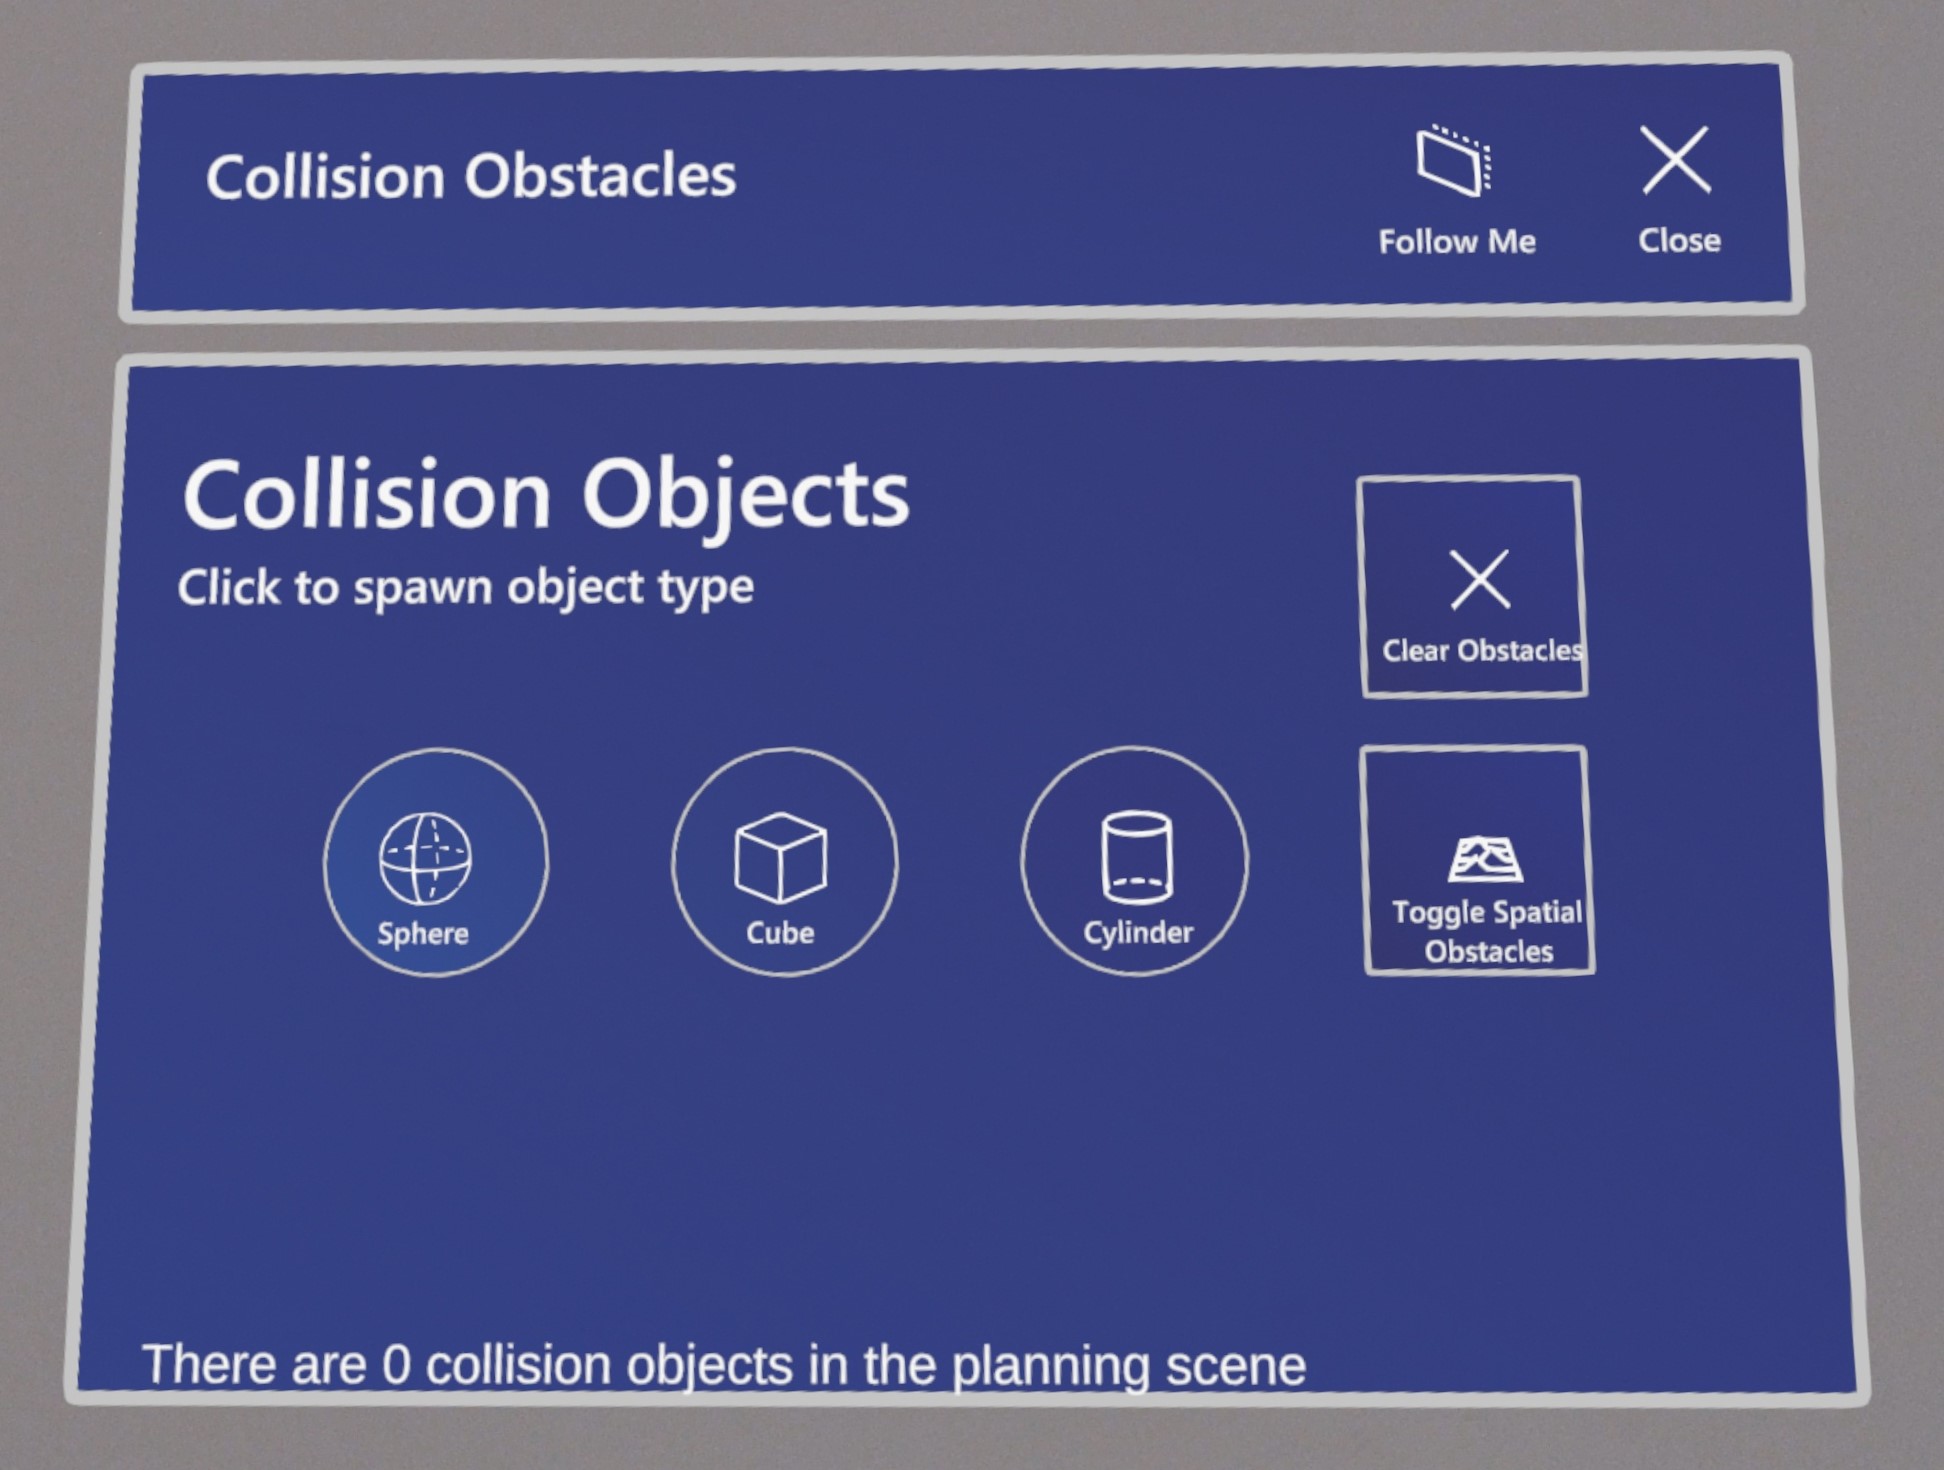 Collision Obstacles
Follow Me
Close
Collision Objects
Click to spawn object type
Clear Obstacles
Sphere
Cube
Cylinder
Toggle Spatial
Obstacles
There are 0 collision objects in the planning scene